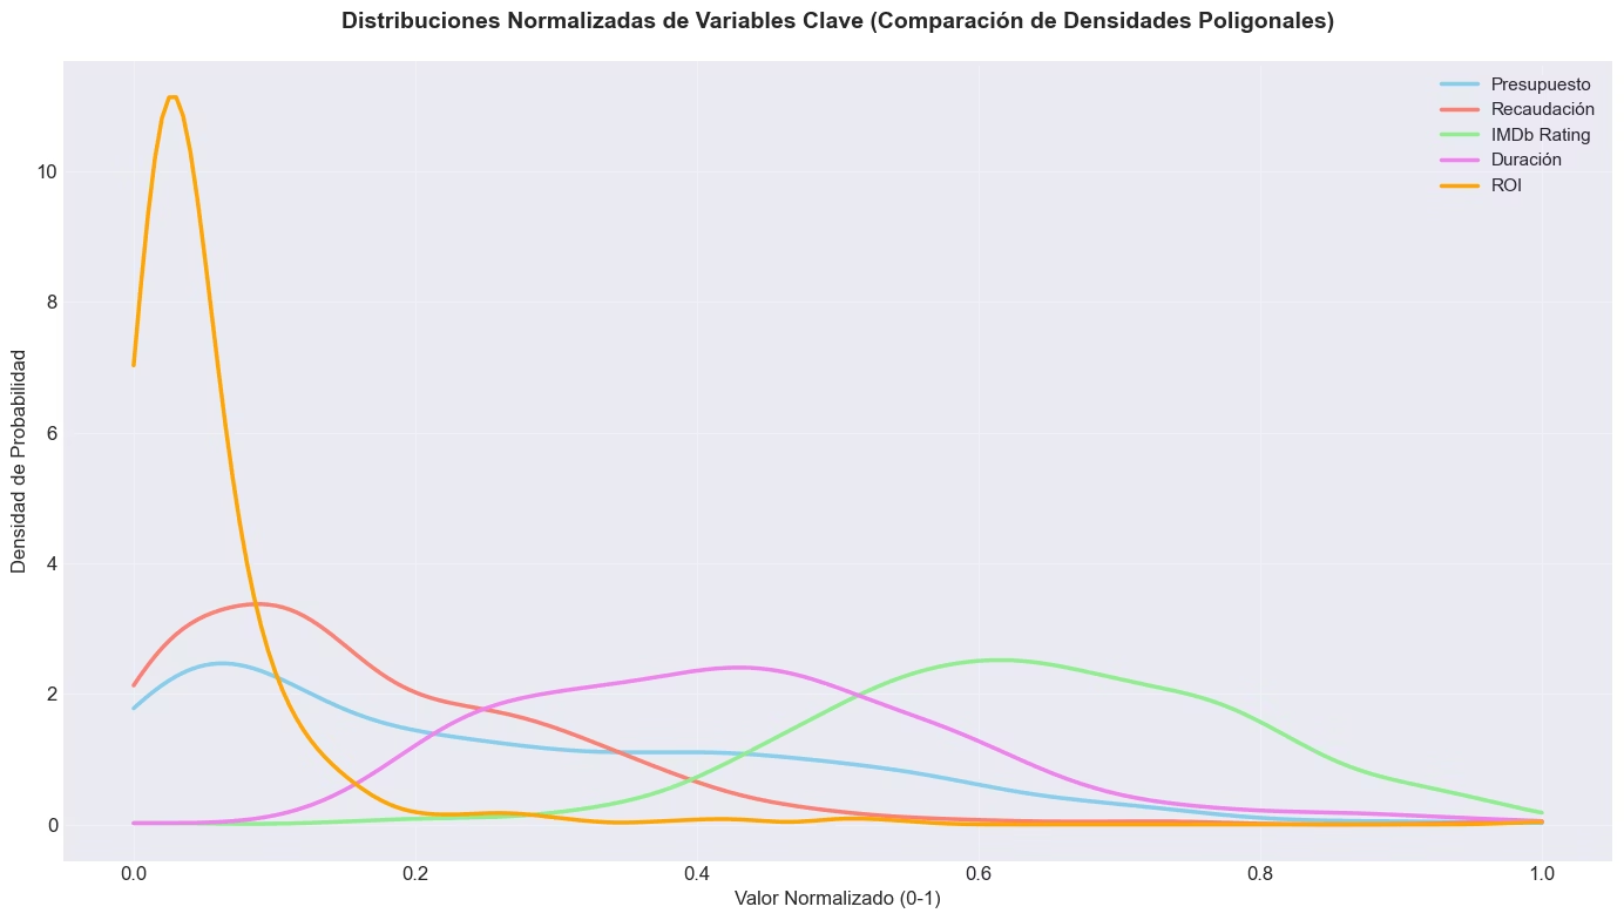 Distribuciones Normalizadas de Variables Clave (Comparación de Densidades Poligonales)
Presupuesto
Recaudación
IMDb Rating
Duración
ROI
Densidad de Probabilidad
10
8
6
4
2
0
0.0 0.2 0.4 0.6 0.8 1.0
Valor Normalizado (0-1)